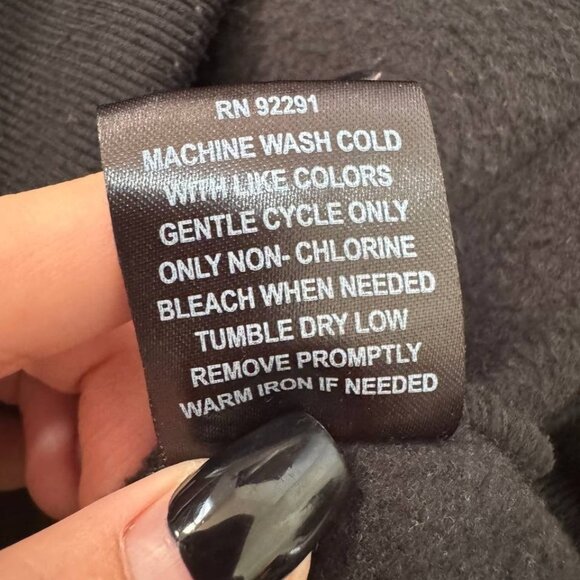 RN 92291
MACHINE WASH COLD
WITH LIKE COLORS
GENTLE CYCLE ONLY
ONLY NON- CHLORINE
BLEACH WHEN NEEDED
TUMBLE DRY LOW
REMOVE PROMPTLY
WARM IRON IF NEEDED